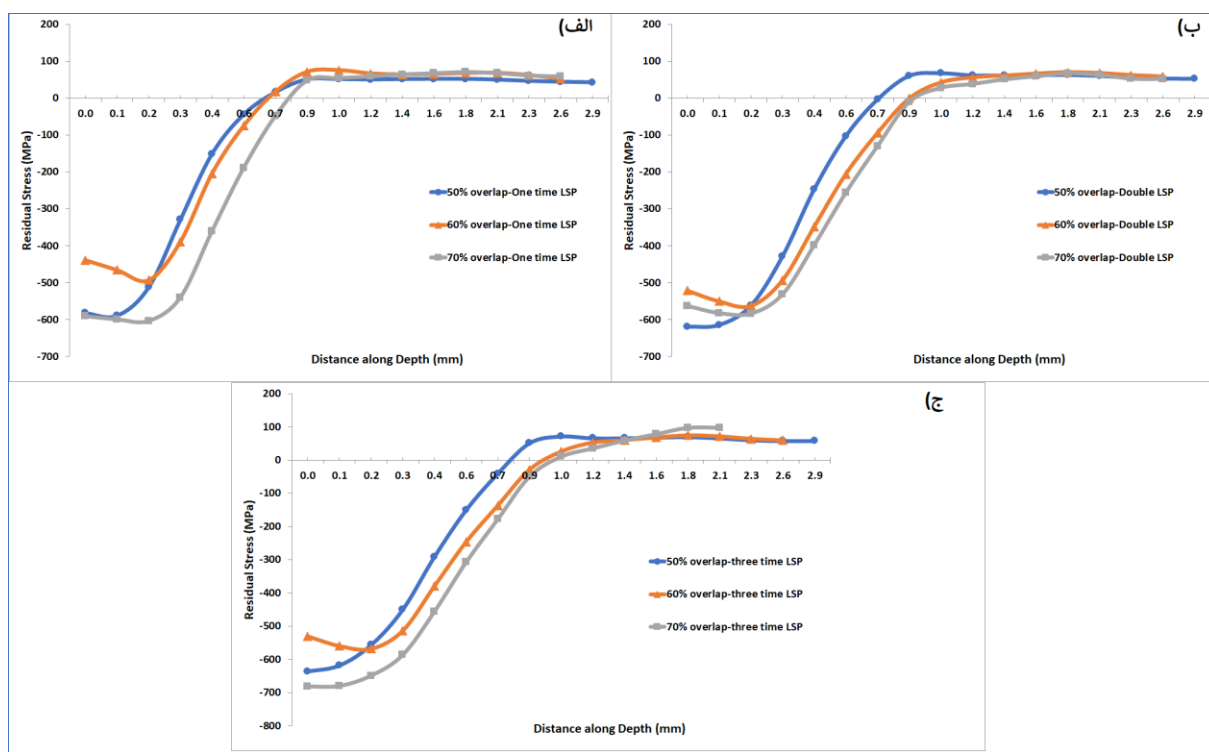 الف)
200
100
0
-100
-200
-300
-400
-500
-600
-700
0.0 0.1 0.2 0.3 0.4 0.6 0.7 0.9 1.0 1.2 1.4 1.6 1.8 2.1 2.3 2.6 2.9
Residual Stress (MPa)
50% overlap-One time LSP
60% overlap-One time LSP
70% overlap-One time LSP
Distance along Depth (mm)
ب)
200
100
0
-100
-200
-300
-400
-500
-600
-700
0.0 0.1 0.2 0.3 0.4 0.6 0.7 0.9 1.0 1.2 1.4 1.6 1.8 2.1 2.3 2.6 2.9
Residual Stress (MPa)
50% overlap-Double LSP
60% overlap-Double LSP
70% overlap-Double LSP
Distance along Depth (mm)
ج)
200
100
0
-100
-200
-300
-400
-500
-600
-700
-800
0.0 0.1 0.2 0.3 0.4 0.6 0.7 0.9 1.0 1.2 1.4 1.6 1.8 2.1 2.3 2.6 2.9
Residual Stress (MPa)
50% overlap-three time LSP
60% overlap-three time LSP
70% overlap-three time LSP
Distance along Depth (mm)